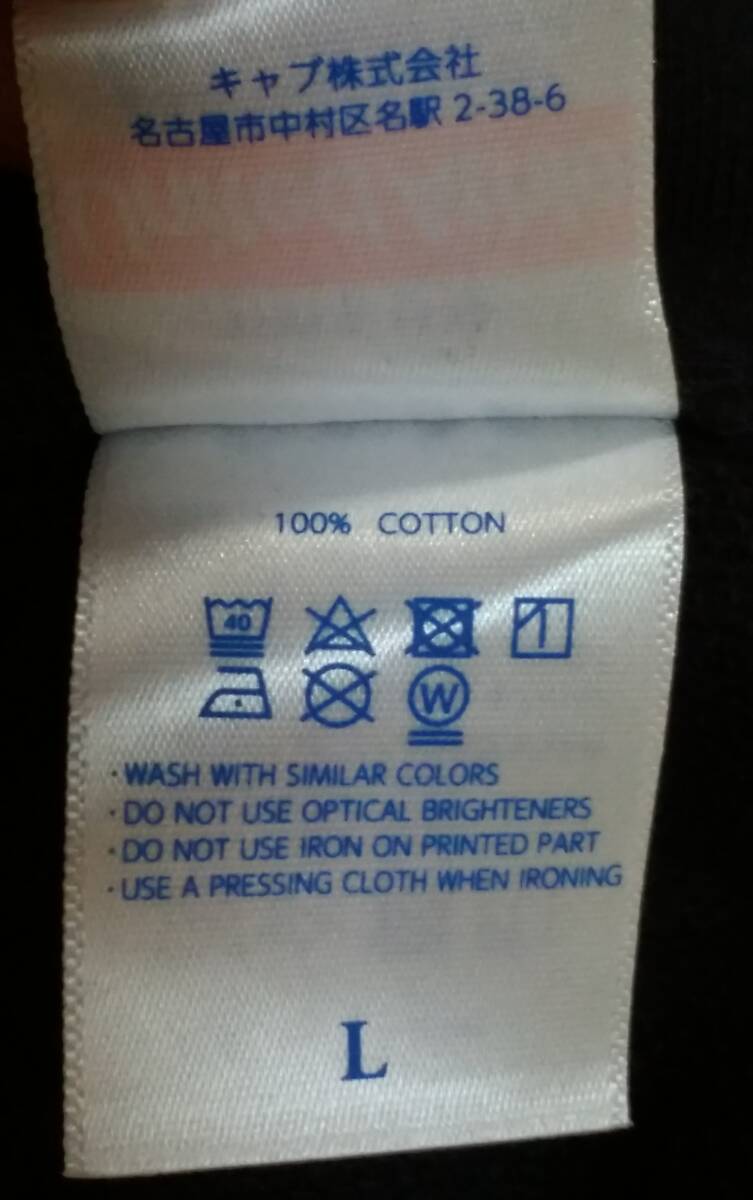 キャブ株式会社
名古屋市中村区名駅 2-38-6
100% COTTON
40
W
· WASH WITH SIMILAR COLORS
· DO NOT USE OPTICAL BRIGHTENERS
· DO NOT USE IRON ON PRINTED PART
· USE A PRESSING CLOTH WHEN IRONING
L